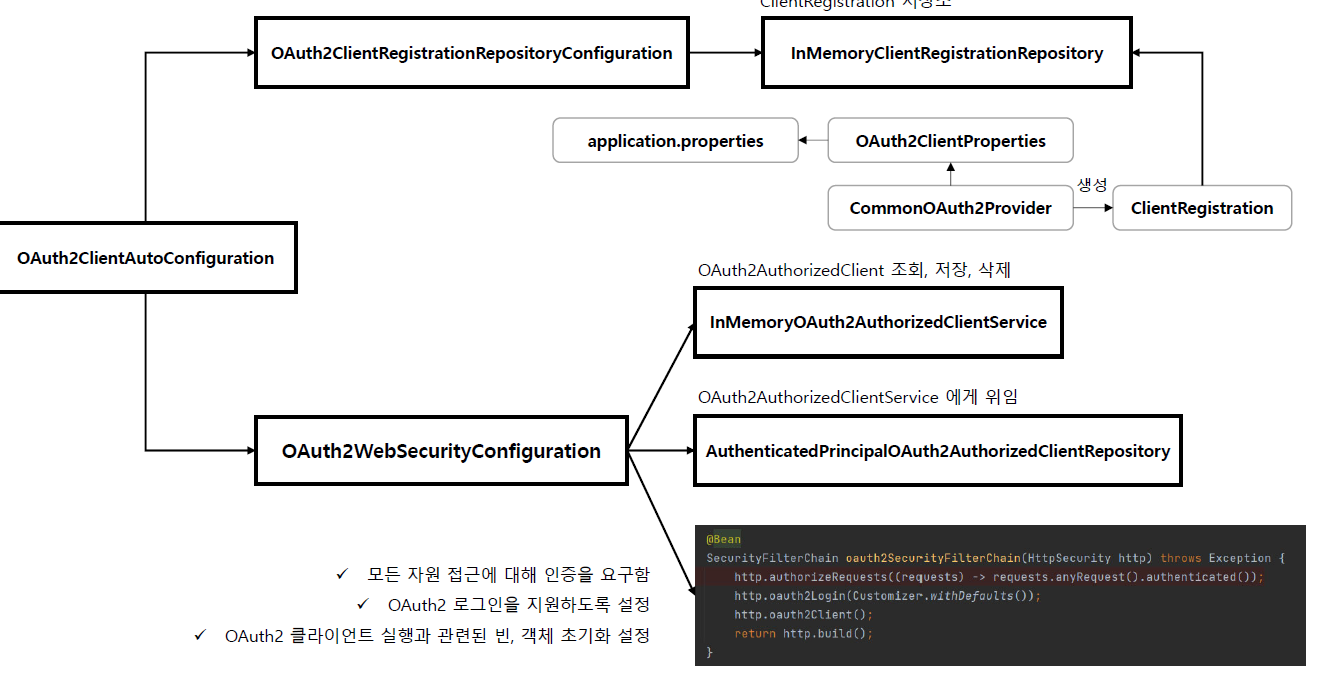 ClientRegistration 저장소
OAuth2ClientRegistrationRepositoryConfiguration
InMemoryClientRegistrationRepository
application.properties
OAuth2ClientProperties
생성
CommonOAuth2Provider
ClientRegistration
OAuth2ClientAutoConfiguration
OAuth2AuthorizedClient 조회, 저장, 삭제
InMemoryOAuth2AuthorizedClientService
OAuth2AuthorizedClientService 에게 위임
OAuth2WebSecurityConfiguration
AuthenticatedPrincipalOAuth2AuthorizedClientRepository
✓ 모든 자원 접근에 대해 인증을 요구함
✓ OAuth2 로그인을 지원하도록 설정
✓ OAuth2 클라이언트 실행과 관련된 빈, 객체 초기화 설정
@Bean
SecurityFilterChain oauth2SecurityFilterChain(HttpSecurity http) throws Exception {
http.authorizeRequests((requests) -> requests.anyRequest().authenticated());
http.oauth2Login(Customizer.withDefaults());
http.oauth2Client();
return http.build();
}